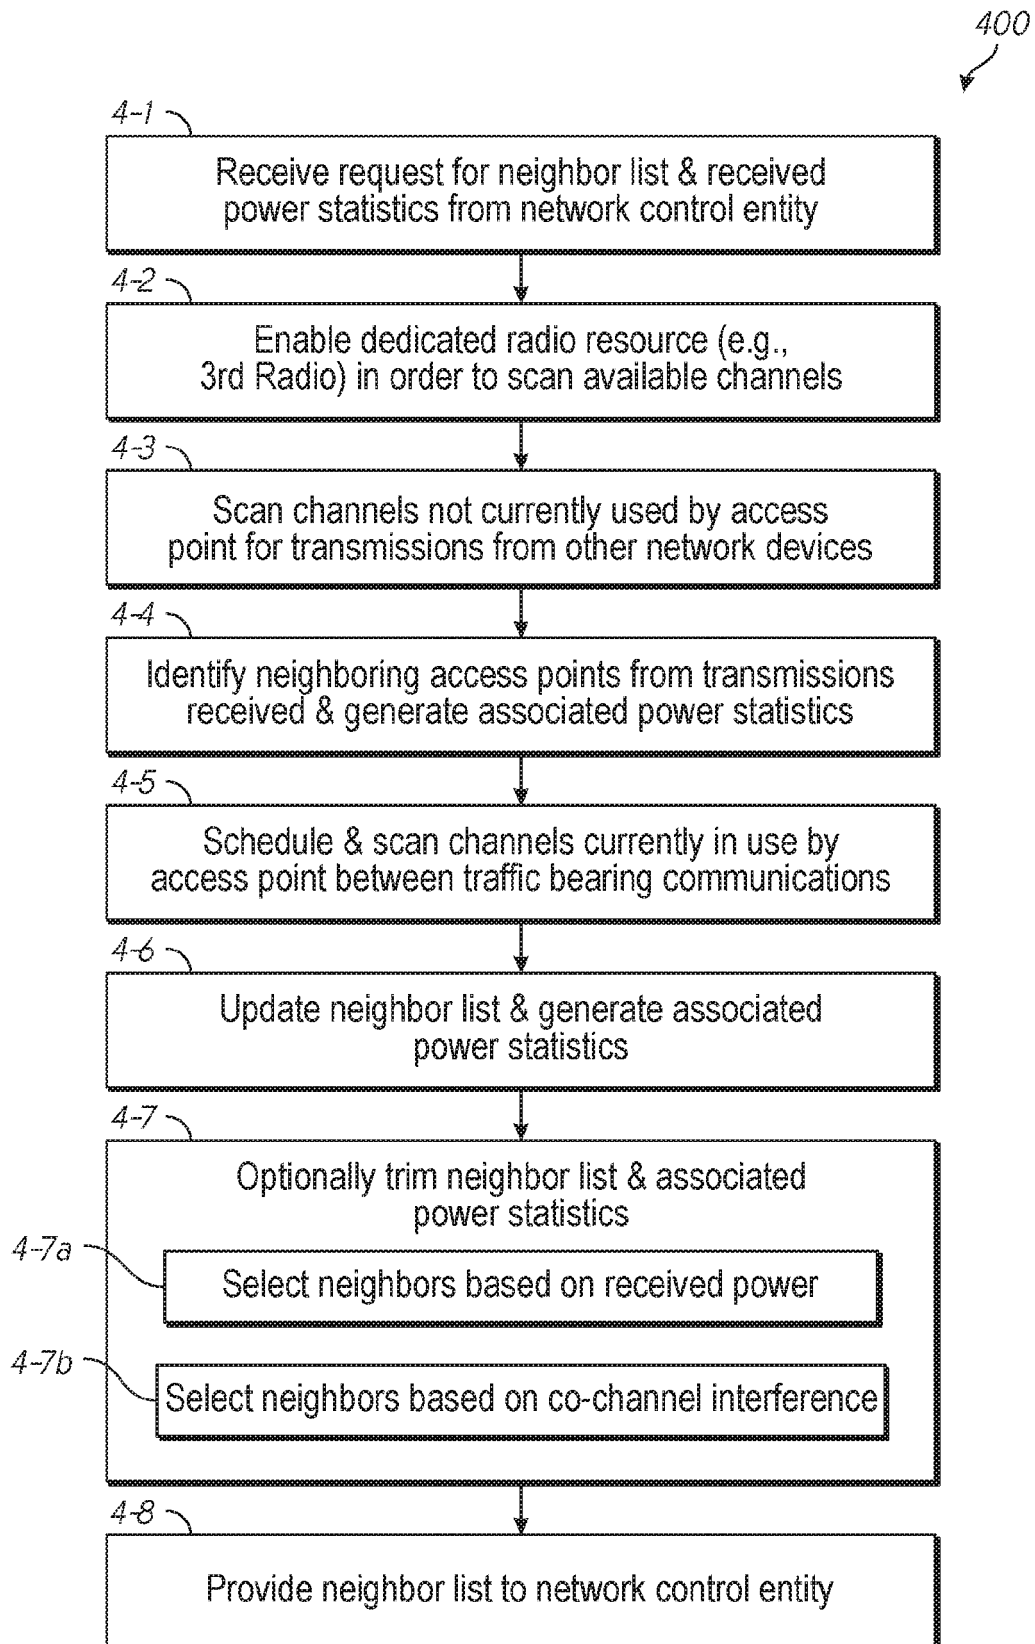 400
4-1
Receive request for neighbor list & received
power statistics from network control entity
4-2
Enable dedicated radio resource (e.g.,
3rd Radio) in order to scan available channels
4-3
Scan channels not currently used by access
point for transmissions from other network devices
4-4
Identify neighboring access points from transmissions
received & generate associated power statistics
4-5
Schedule & scan channels currently in use by
access point between traffic bearing communications
4-6
Update neighbor list & generate associated
power statistics
4-7
Optionally trim neighbor list & associated
power statistics
4-7a
Select neighbors based on received power
4-7b
Select neighbors based on co-channel interference
4-8
Provide neighbor list to network control entity